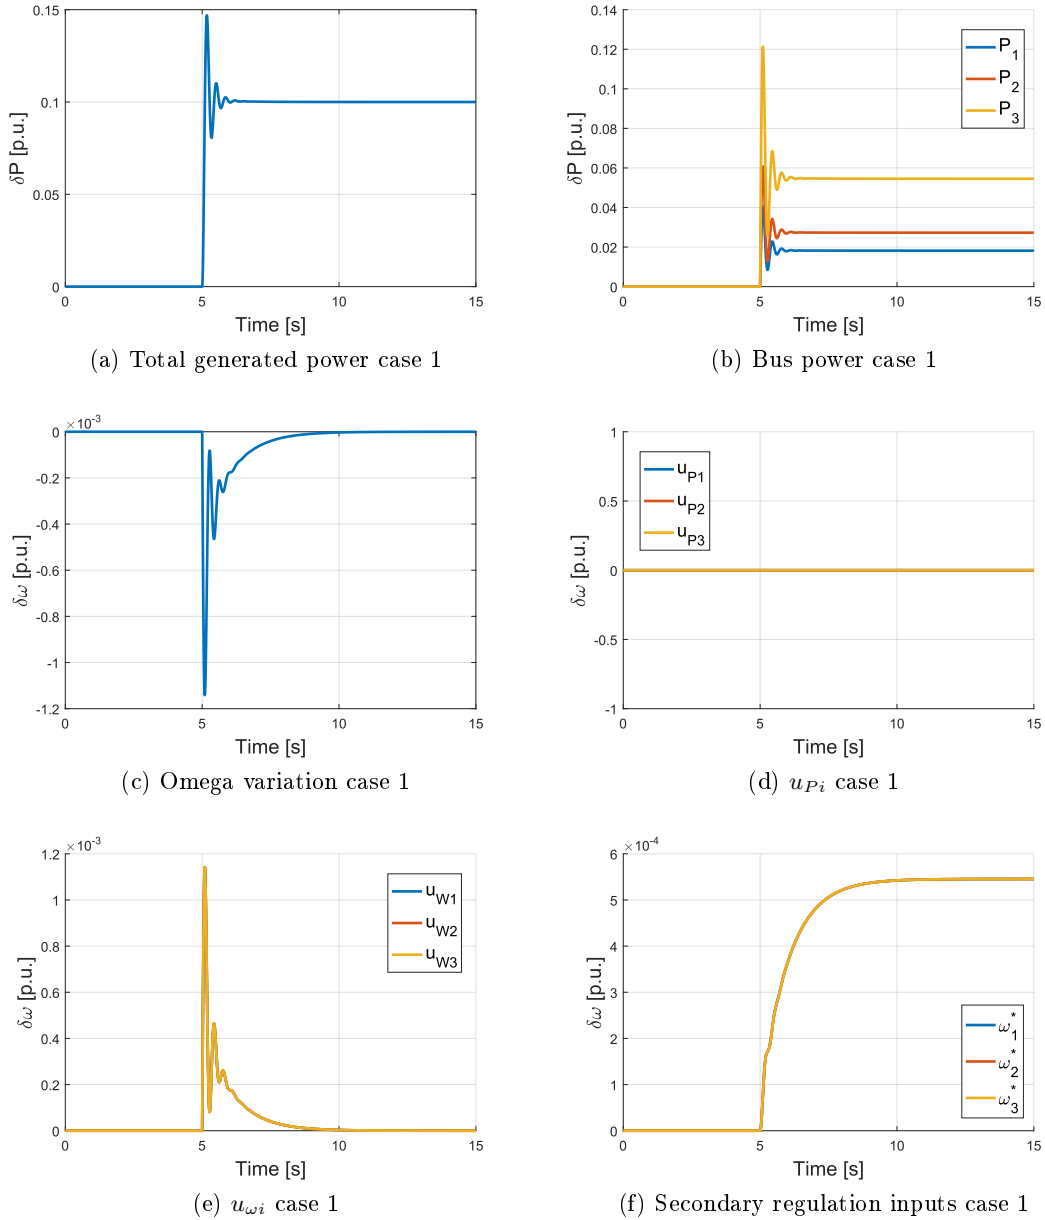 0.15
0.1
0.05
0
δP [p.u.]
0 5 10 15
Time [s]
(a) Total generated power case 1
0.14
0.12
0.1
0.08
0.06
0.04
0.02
0
δP [p.u.]
P1
P2
P3
0 5 10 15
Time [s]
(b) Bus power case 1
×10-3
0
-0.2
-0.4
-0.6
-0.8
-1
-1.2
δω [p.u.]
0 5 10 15
Time [s]
(c) Omega variation case 1
1
0.5
0
-0.5
-1
δω [p.u.]
uP1
uP2
uP3
0 5 10 15
Time [s]
(d) uPi case 1
×10-3
1.2
1
0.8
0.6
0.4
0.2
0
δω [p.u.]
uW1
uW2
uW3
0 5 10 15
Time [s]
(e) uωi case 1
×10-4
6
5
4
3
2
1
0
δω [p.u.]
ω1*
ω2*
ω3*
0 5 10 15
Time [s]
(f) Secondary regulation inputs case 1